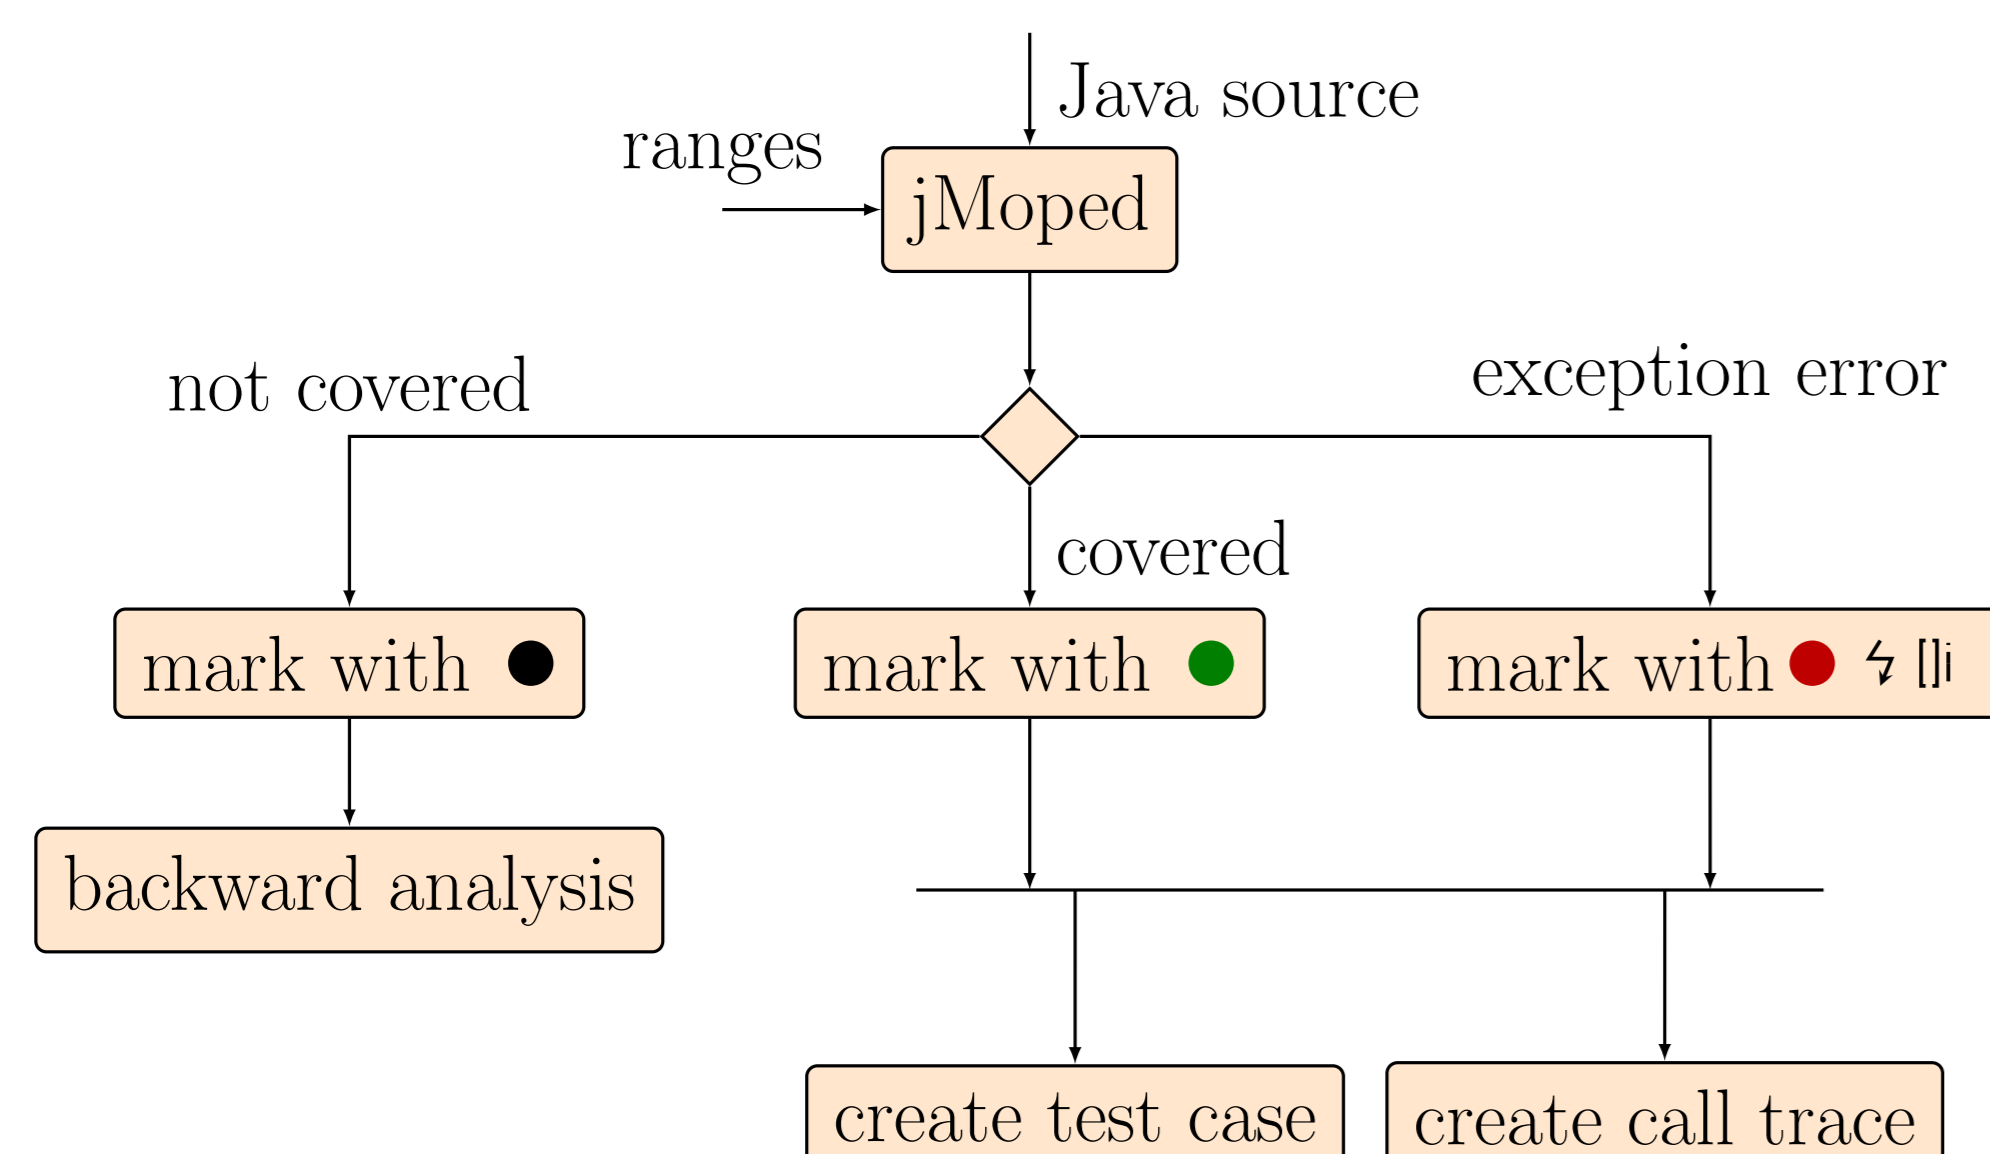 Java source
ranges
jMoped
not covered
exception error
covered
mark with
mark with
mark with []i
backward analysis
create test case
create call trace